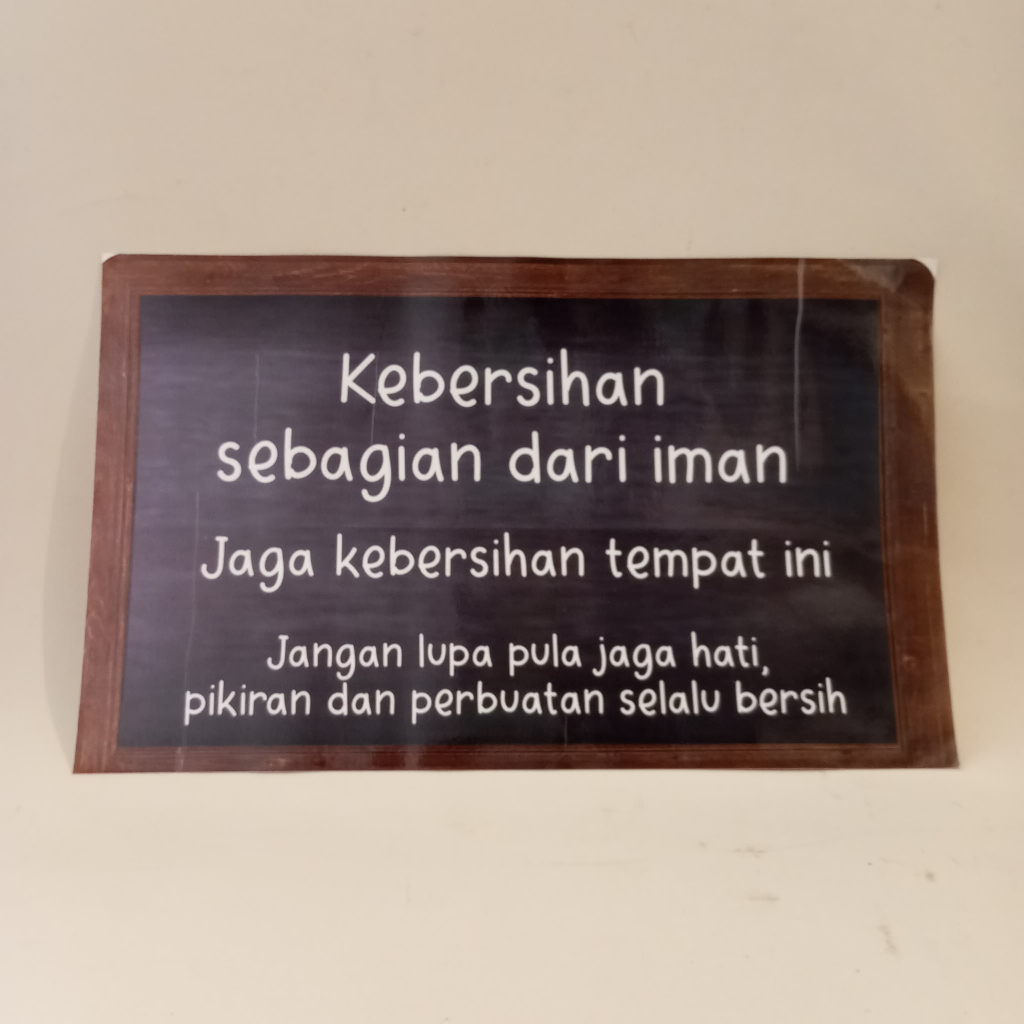 Kebersihan
sebagian dari iman
Jaga kebersihan tempat ini
Jangan lupa pula jaga hati,
pikiran dan perbuatan selalu bersih